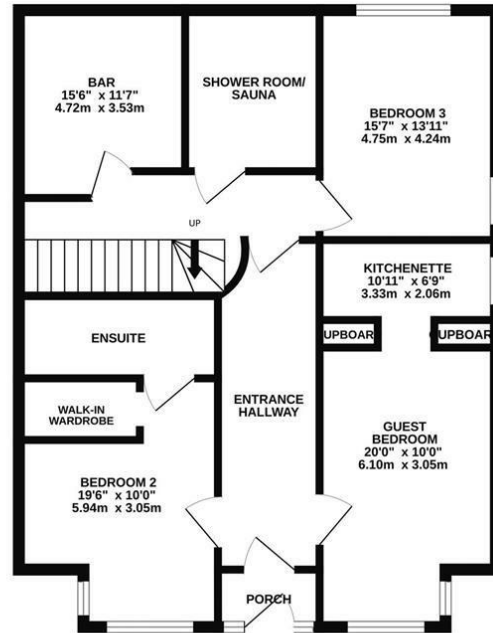 BAR
15'6" x 11'7"
4.72m x 3.53m
SHOWER ROOM/
SAUNA
BEDROOM 3
15'7" x 13'11"
4.75m x 4.24m
UP
KITCHENETTE
10'11" x 6'9"
3.33m x 2.06m
UPBOAR
UPBOARD
ENSUITE
WALK-IN
WARDROBE
ENTRANCE
HALLWAY
GUEST
BEDROOM
20'0" x 10'0"
6.10m x 3.05m
BEDROOM 2
19'6" x 10'0"
5.94m x 3.05m
PORCH